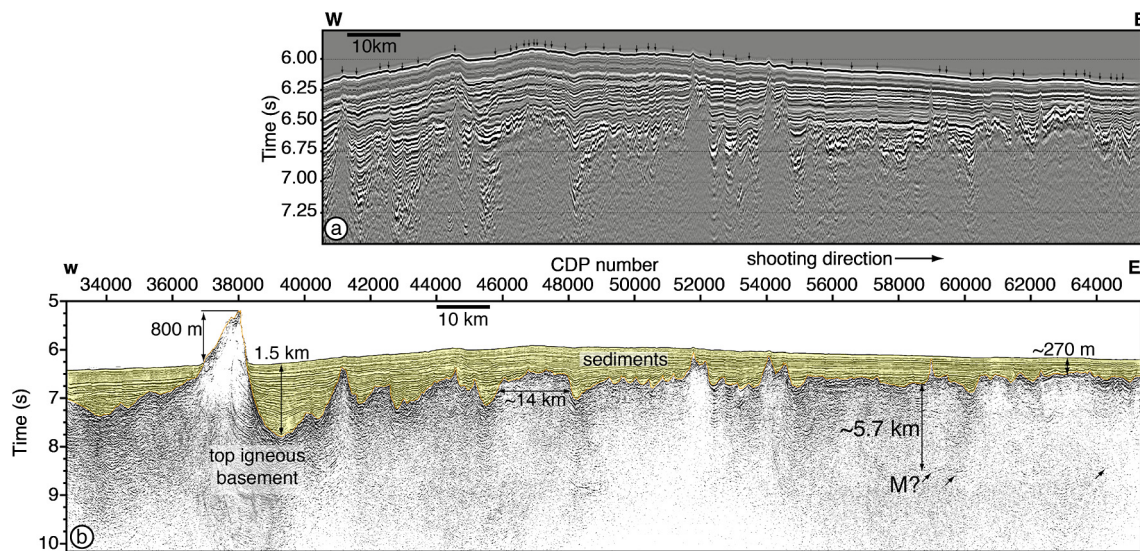 W
E
10km
6.00
6.25
6.50
6.75
7.00
7.25
Time (s)
a
CDP number
shooting direction
W
E
34000 36000 38000 40000 42000 44000 46000 48000 50000 52000 54000 56000 58000 60000 62000 64000
10 km
5
6
7
8
9
10
Time (s)
800 m
1.5 km
sediments
~270 m
~14 km
~5.7 km
top igneous
basement
M?
b